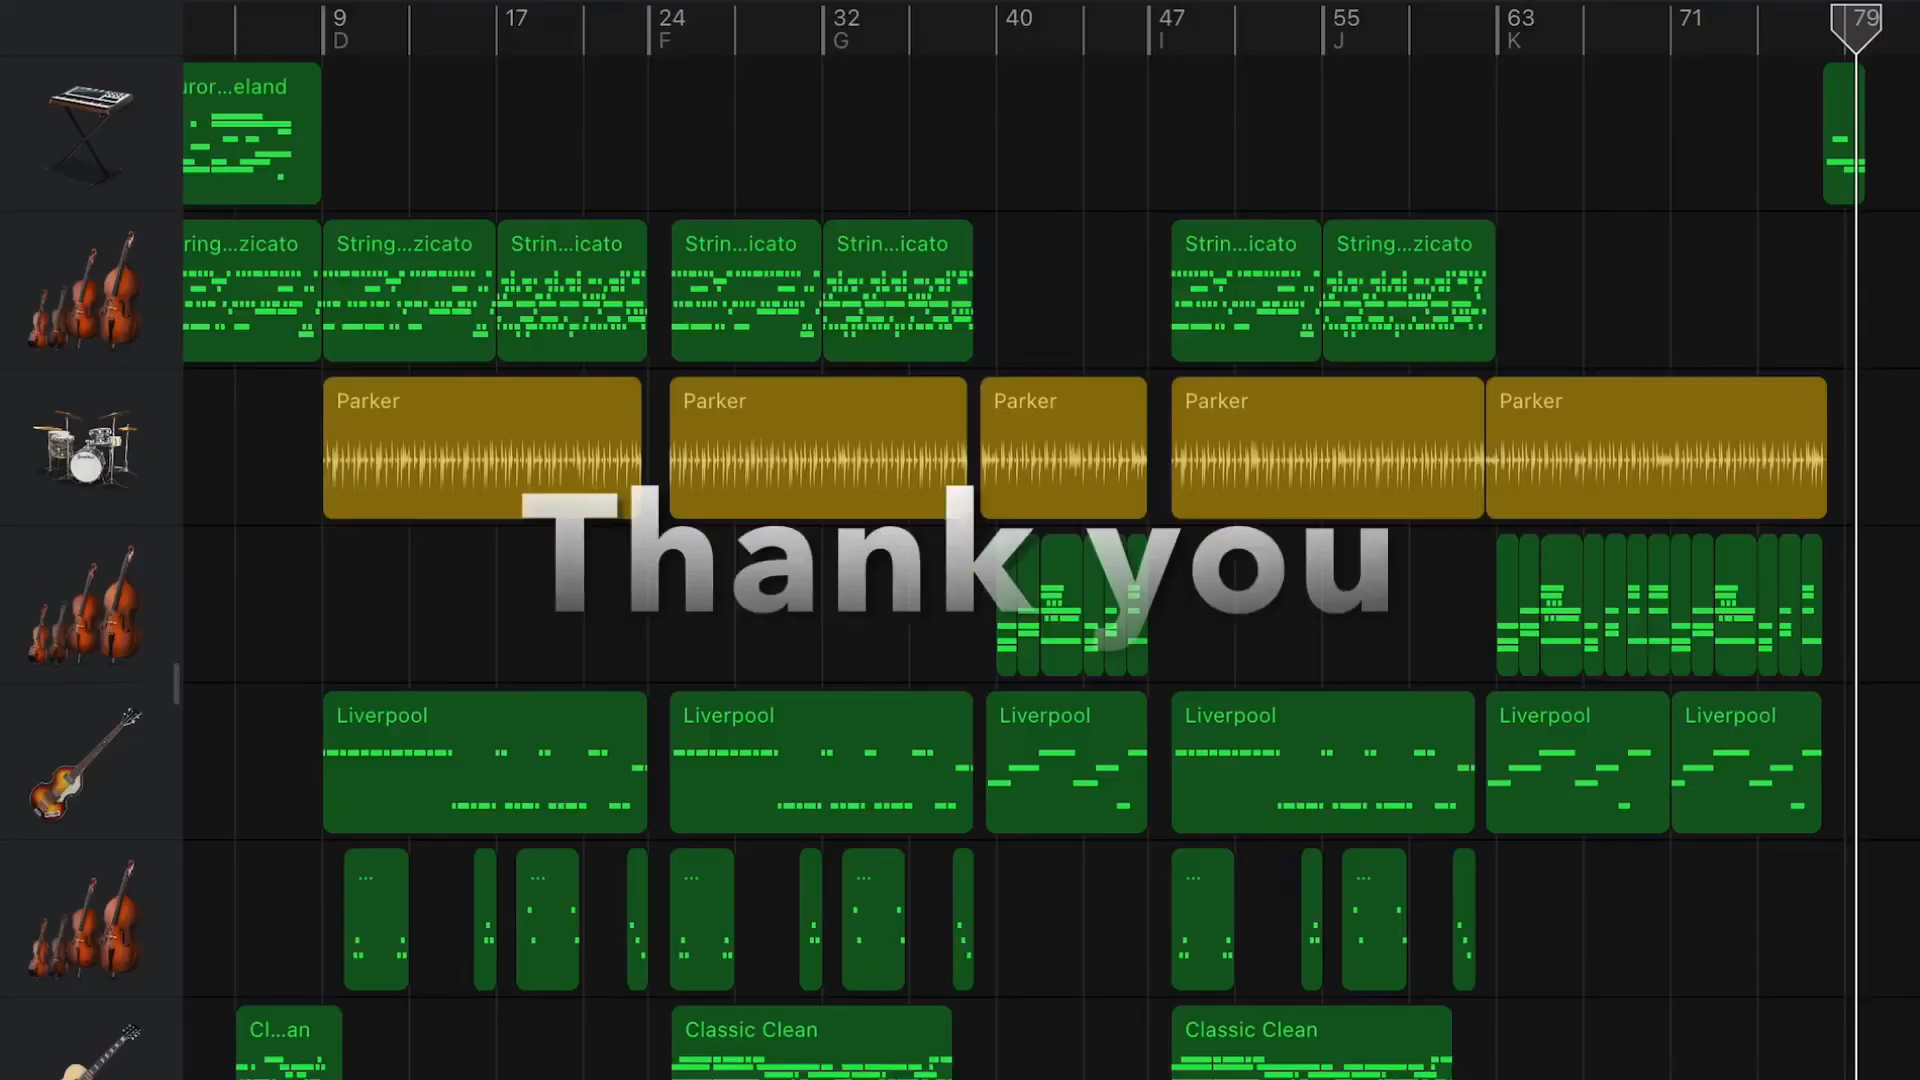 9 17 24 32 40 47 55 63 71 79
D F G I J K
uror...eland
ring...zicato String...zicato Strin...icato Strin...icato Strin...icato Strin...icato String...zicato
Parker Parker Parker Parker Parker
Thank you
Liverpool Liverpool Liverpool Liverpool Liverpool Liverpool
... ... ... ... ... ...
Cl...an Classic Clean Classic Clean